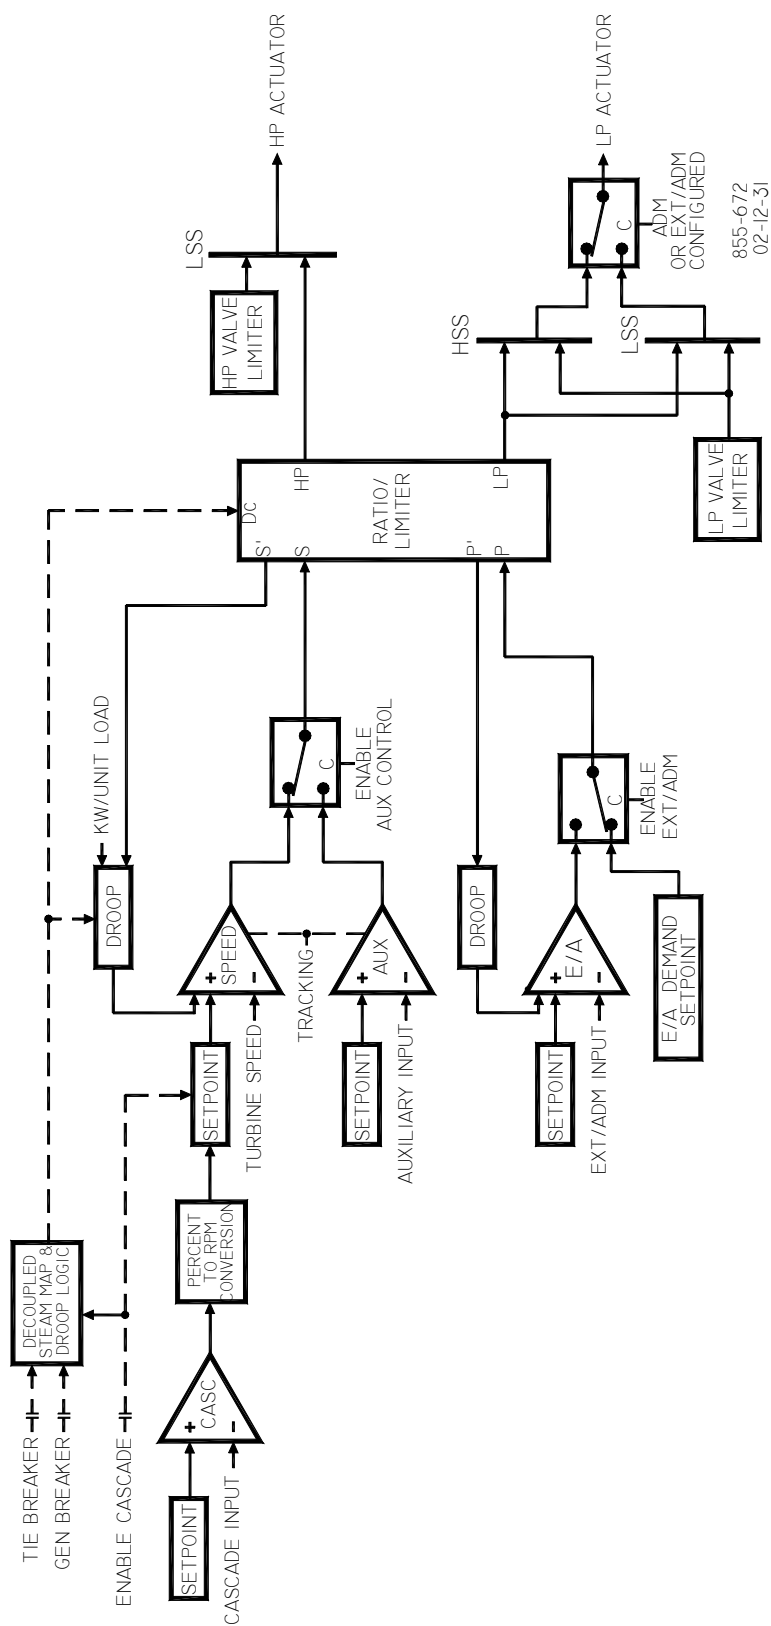 TIE BREAKER
GEN BREAKER
ENABLE CASCADE
DECOUPLED
STEAM MAP &
DROOP LOGIC
SETPOINT
CASCADE INPUT
+
-
CASC
PERCENT
TO RPM
CONVERSION
SETPOINT
TURBINE SPEED
+
-
SPEED
DROOP
KW/UNIT LOAD
TRACKING
SETPOINT
AUXILIARY INPUT
+
-
AUX
C
ENABLE
AUX CONTROL
SETPOINT
EXT/ADM INPUT
+
-
E/A
DROOP
E/A DEMAND
SETPOINT
C
ENABLE
EXT/ADM
DC
S'
S
HP
RATIO/
LIMITER
P'
P
LP
HP VALVE
LIMITER
LSS
HP ACTUATOR
LP VALVE
LIMITER
HSS
LSS
C
ADM
OR EXT/ADM
CONFIGURED
LP ACTUATOR
855-672
02-12-31